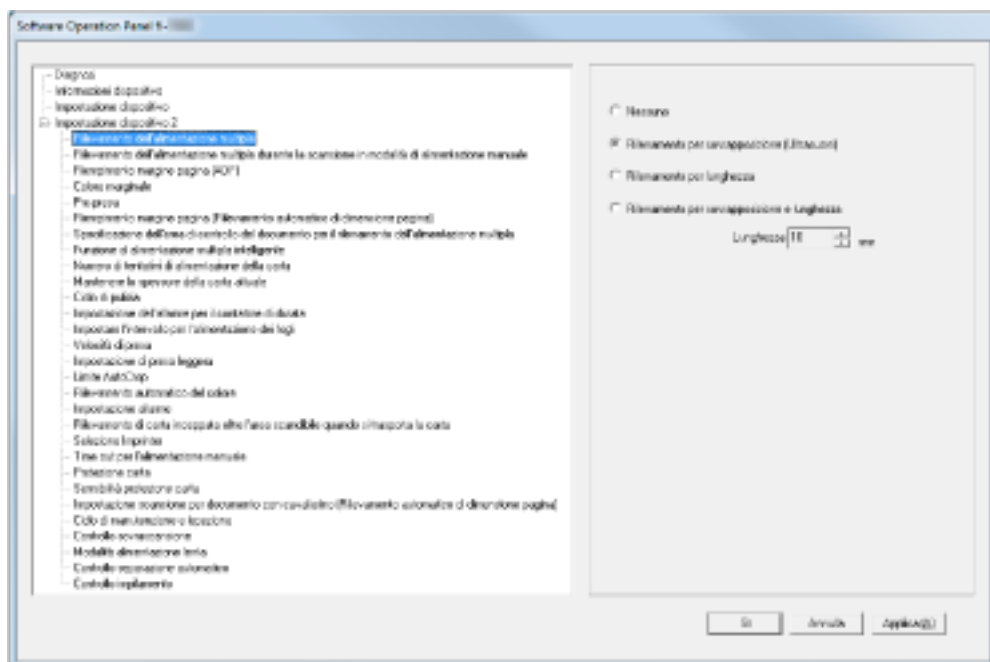 Software Operation Panel fi-
Diagnosi
Informazioni dispositivo
Impostazione dispositivo
Impostazione dispositivo 2
Rilevamento dell'alimentazione multipla
Rilevamento dell'alimentazione multipla durante la scansione in modalità di alimentazione manuale
Riempimento margine pagina (ADF)
Colore marginale
Pre-presa
Riempimento margine pagina (Rilevamento automatico di dimensione pagina)
Specificazione dell'area di controllo del documento per il rilevamento dell'alimentazione multipla
Funzione di alimentazione multipla intelligente
Numero di tentativi di alimentazione della carta
Mantenere lo spessore della carta attuale
Ciclo di pulizia
Impostazione dell'allarme per il contatore di durata
Impostare l'intervallo per l'alimentazione dei fogli
Velocità di presa
Impostazione di presa leggera
Limite AutoCrop
Rilevamento automatico del colore
Impostazione allarme
Rilevamento di carta inceppata oltre l'area scandibile quando si trasporta la carta
Selezione Imprinter
Time out per l'alimentazione manuale
Protezione carta
Sensibilità protezione carta
Impostazione scansione per documento con cavalierino (Rilevamento automatico di dimensione pagina)
Ciclo di manutenzione e ispezione
Controllo sovrascansione
Modalità alimentazione lenta
Controllo separazione automatica
Controllo impilamento
Nessuno
Rilevamento per sovrapposizione (Ultrasuoni)
Rilevamento per lunghezza
Rilevamento per sovrapposizione e lunghezza
Lunghezza 10 mm
Sì
Annulla
Applica(A)